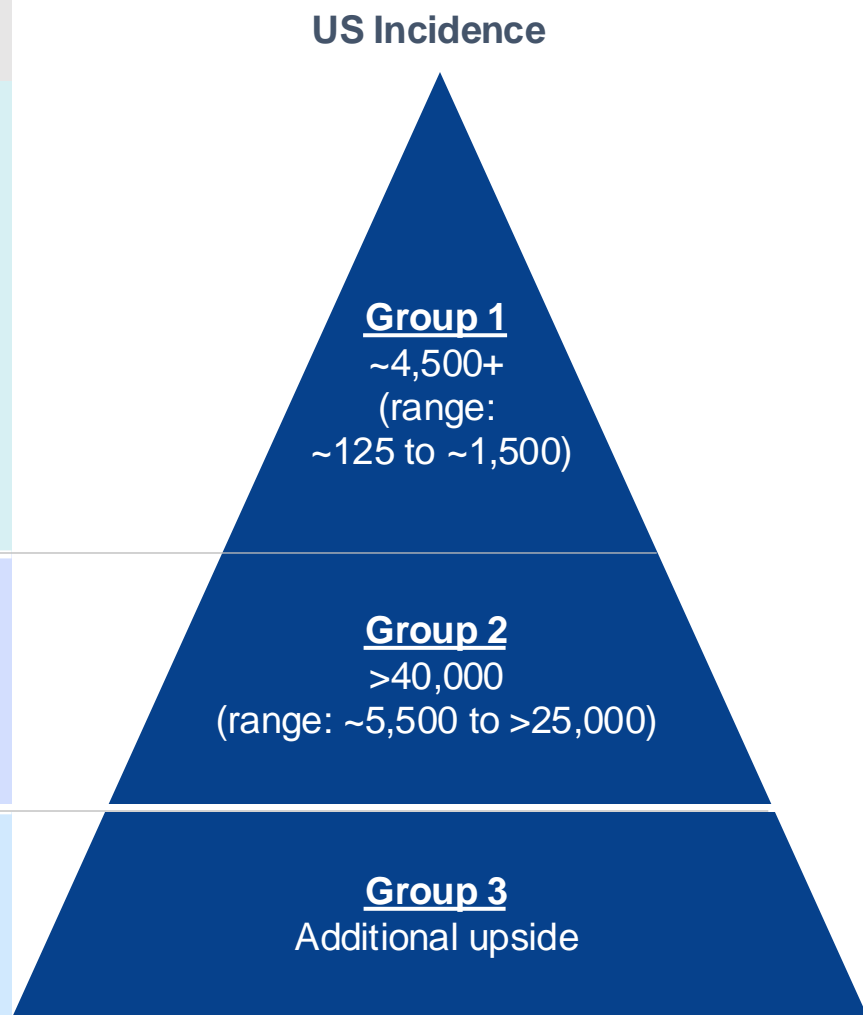 US Incidence
Group 1
~4,500+
(range:
~125 to ~1,500)
Group 2
>40,000
(range: ~5,500 to >25,000)
Group 3
Additional upside